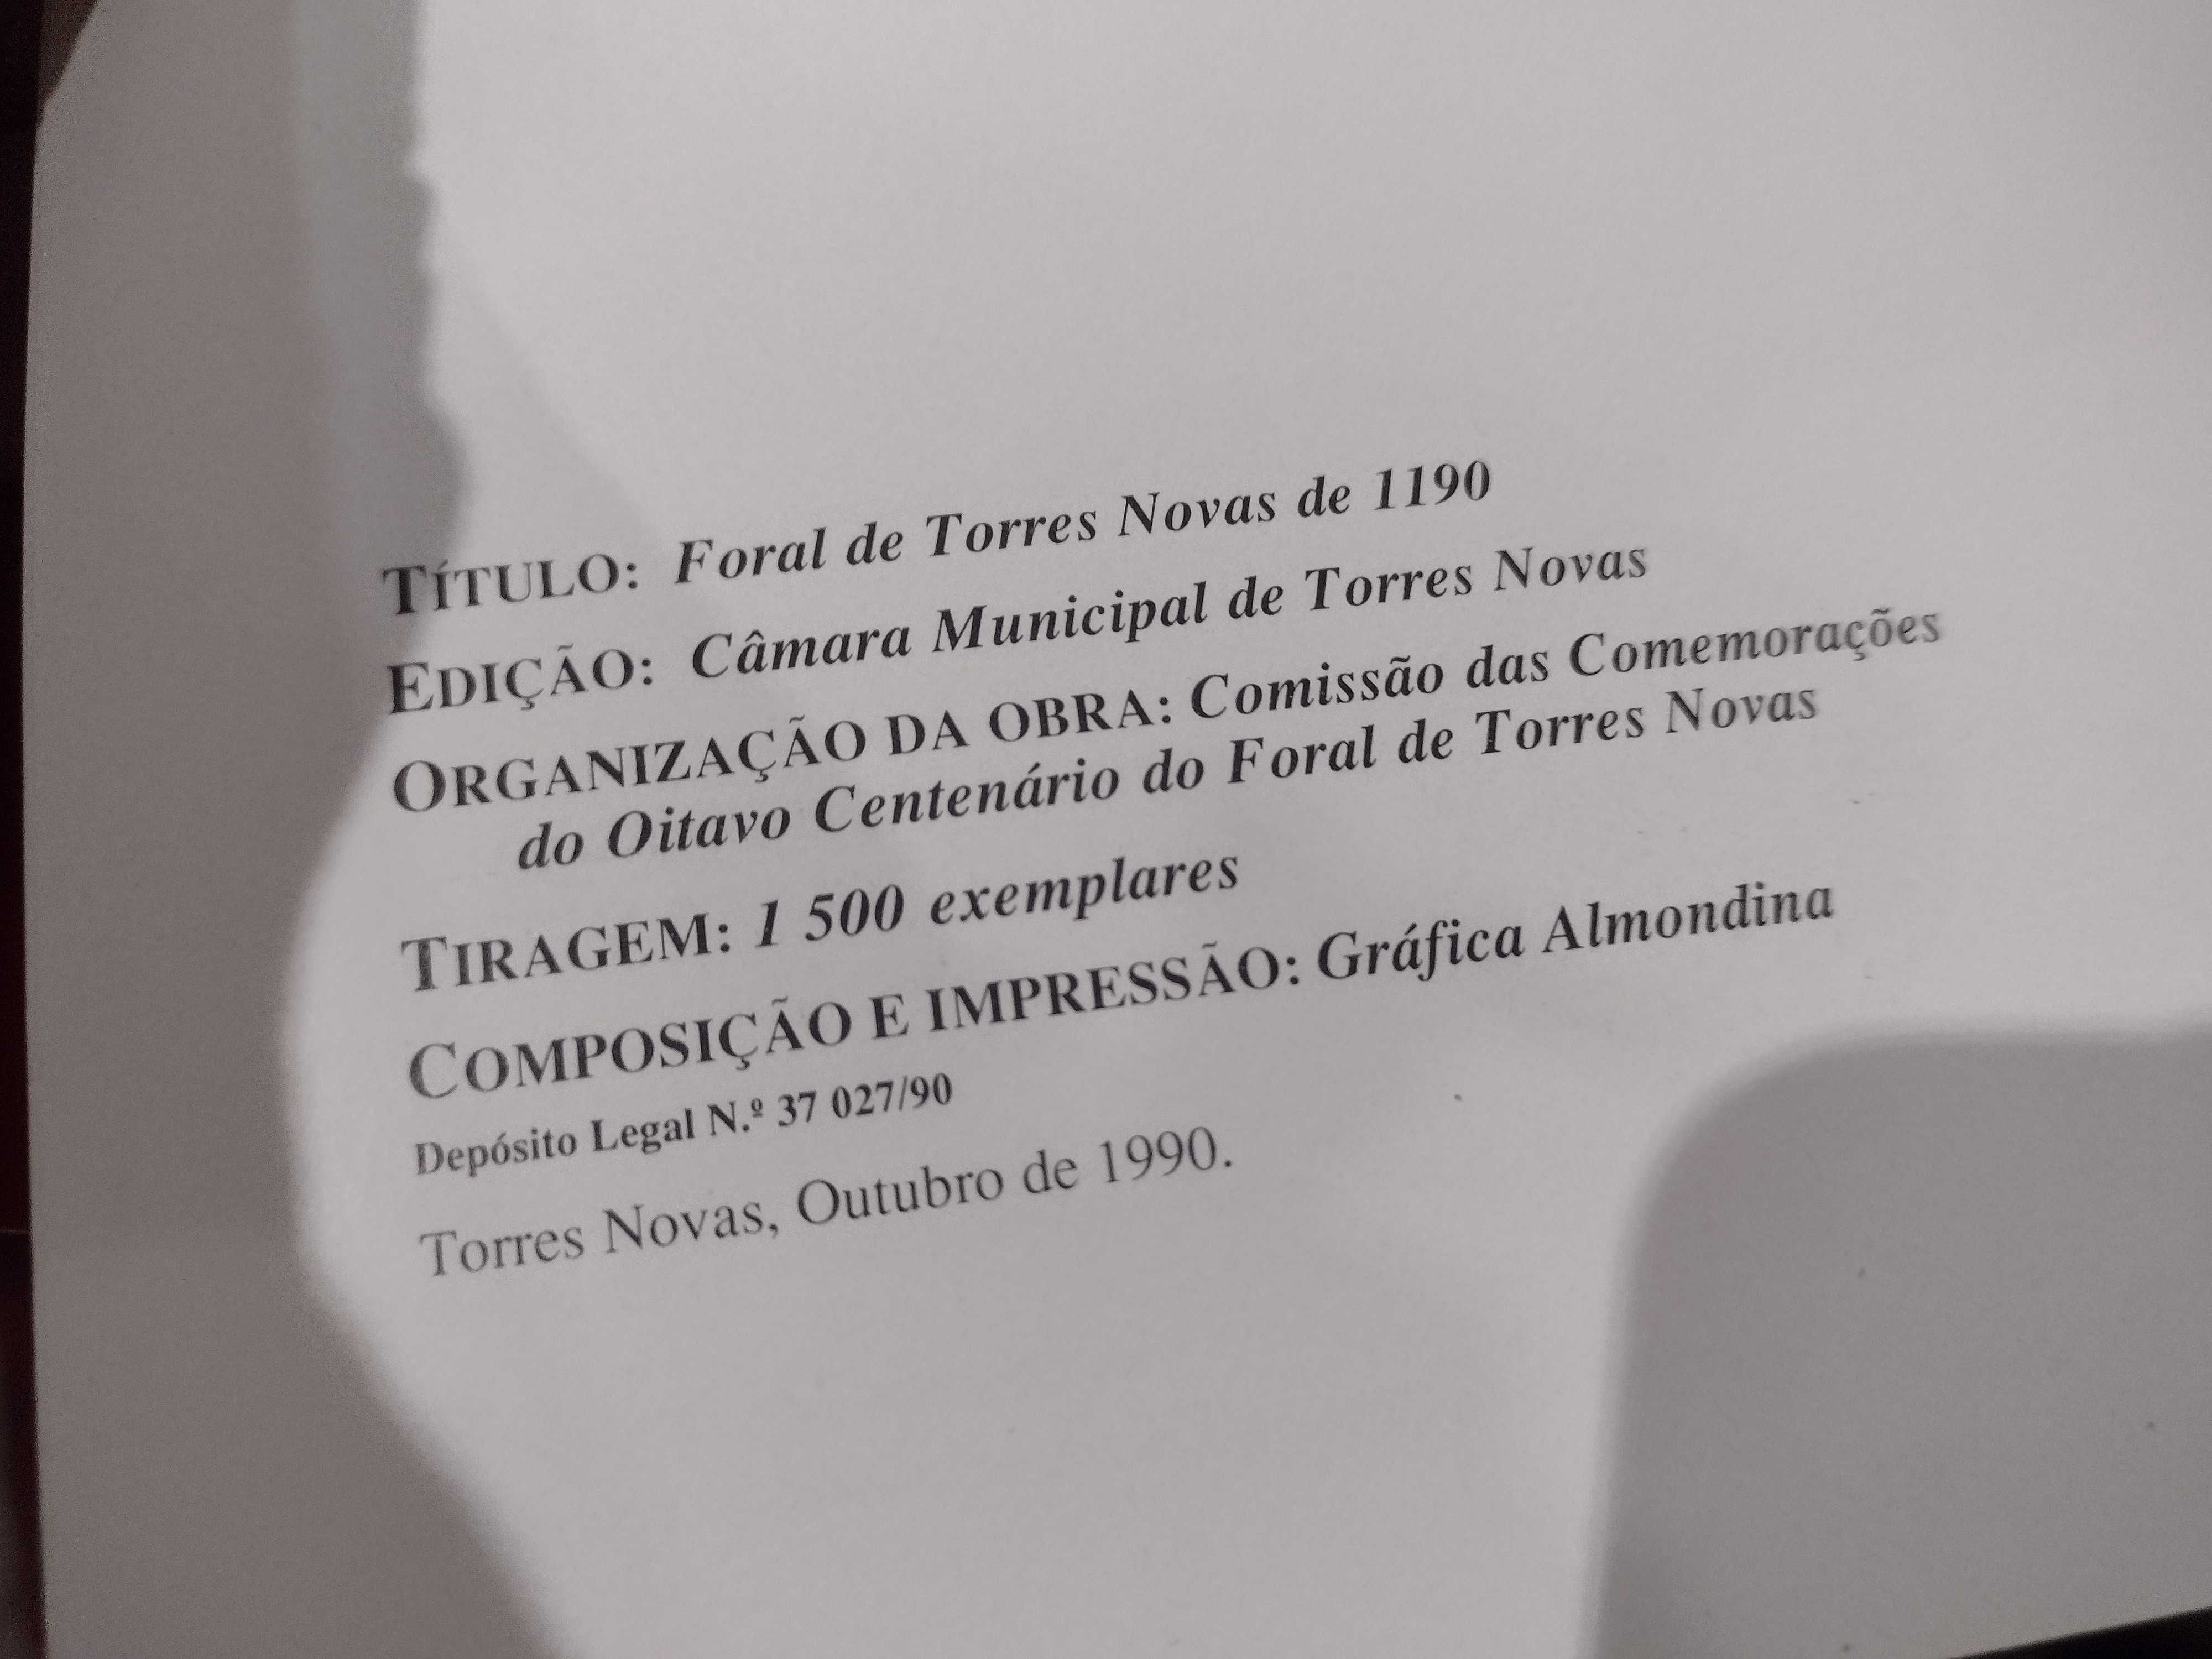 TÍTULO: Foral de Torres Novas de 1190
EDIÇÃO: Câmara Municipal de Torres Novas
ORGANIZAÇÃO DA OBRA: Comissão das Comemorações
do Oitavo Centenário do Foral de Torres Novas
TIRAGEM: 1 500 exemplares
COMPOSIÇÃO E IMPRESSÃO: Gráfica Almondina
Depósito Legal N.º 37 027/90
Torres Novas, Outubro de 1990.